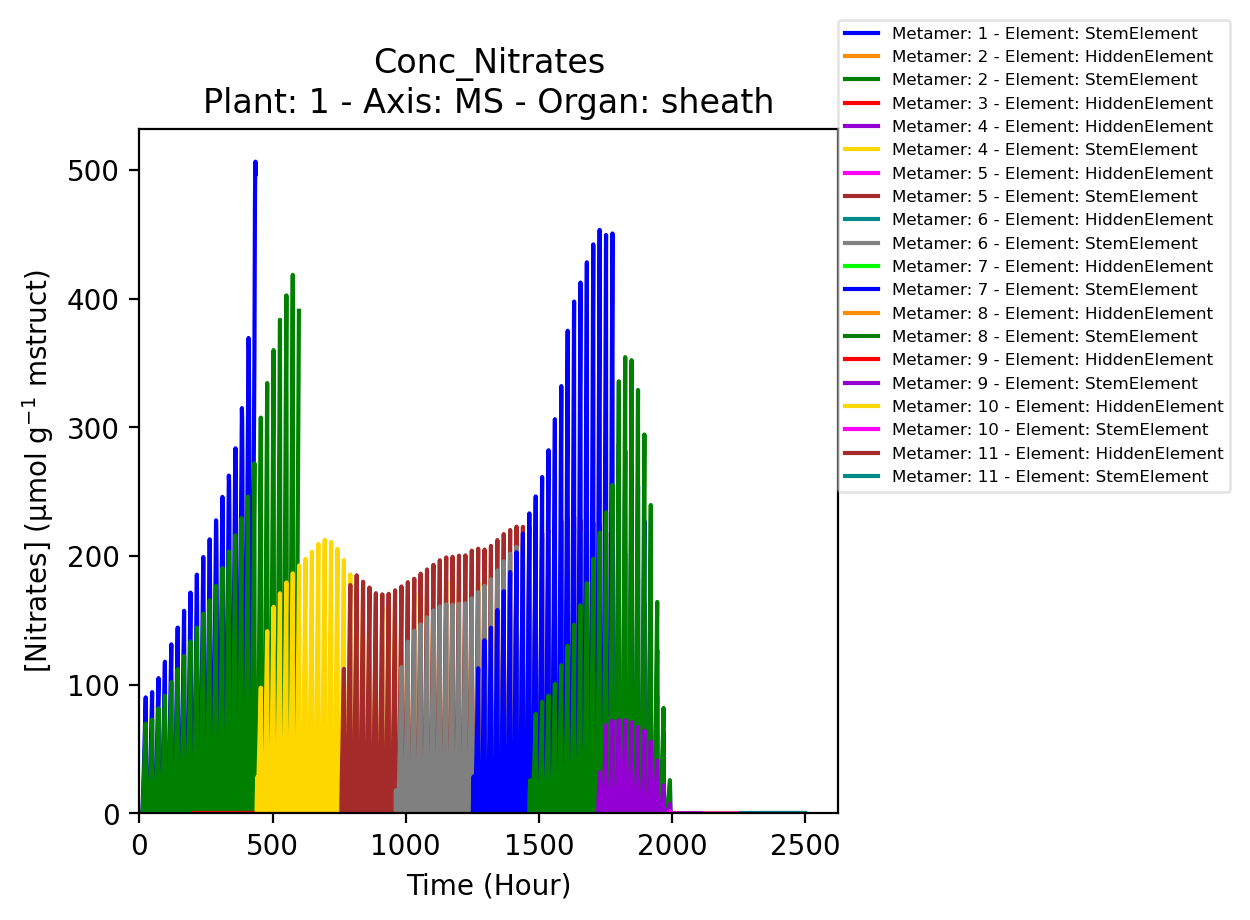 Conc_Nitrates
Plant: 1 - Axis: MS - Organ: sheath
[Nitrates] (µmol g⁻¹ mstruct)
500
400
300
200
100
0
0 500 1000 1500 2000 2500
Time (Hour)
Metamer: 1 - Element: StemElement
Metamer: 2 - Element: HiddenElement
Metamer: 2 - Element: StemElement
Metamer: 3 - Element: HiddenElement
Metamer: 4 - Element: HiddenElement
Metamer: 4 - Element: StemElement
Metamer: 5 - Element: HiddenElement
Metamer: 5 - Element: StemElement
Metamer: 6 - Element: HiddenElement
Metamer: 6 - Element: StemElement
Metamer: 7 - Element: HiddenElement
Metamer: 7 - Element: StemElement
Metamer: 8 - Element: HiddenElement
Metamer: 8 - Element: StemElement
Metamer: 9 - Element: HiddenElement
Metamer: 9 - Element: StemElement
Metamer: 10 - Element: HiddenElement
Metamer: 10 - Element: StemElement
Metamer: 11 - Element: HiddenElement
Metamer: 11 - Element: StemElement